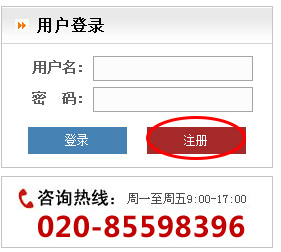 用户登录
用户名：
密　码：
登录 注册
咨询热线： 周一至周五9:00-17:00
020-85598396